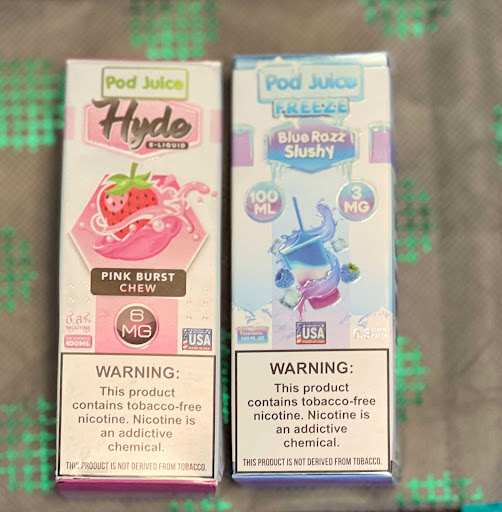 Pod Juice
Hyde
E-LIQUID
PINK BURST
CHEW
6
MG
100ML
USA
WARNING:
This product
contains tobacco-free
nicotine. Nicotine is
an addictive
chemical.
THIS PRODUCT IS NOT DERIVED FROM TOBACCO.
Pod Juice
FREEZE
Blue Razz
Slushy
100
ML
3
MG
USA
WARNING:
This product
contains tobacco-free
nicotine. Nicotine is
an addictive
chemical.
THIS PRODUCT IS NOT DERIVED FROM TOBACCO.